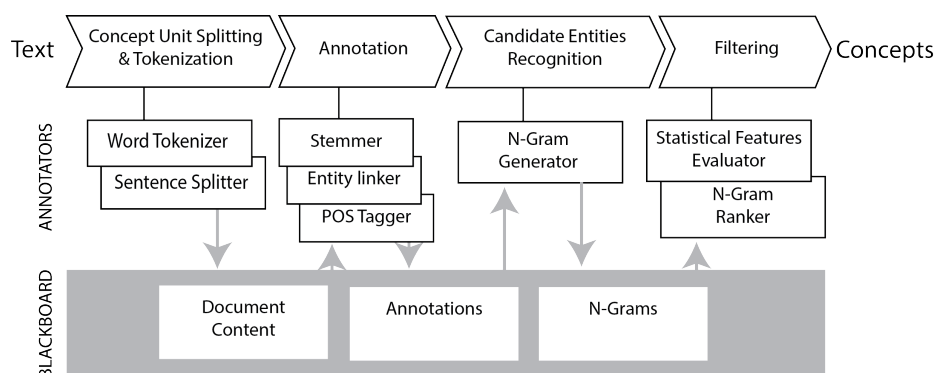 Text
Concept Unit Splitting
& Tokenization
Annotation
Candidate Entities
Recognition
Filtering
Concepts
ANNOTATORS
Word Tokenizer
Sentence Splitter
Stemmer
Entity linker
POS Tagger
N-Gram
Generator
Statistical Features
Evaluator
N-Gram
Ranker
BLACKBOARD
Document
Content
Annotations
N-Grams